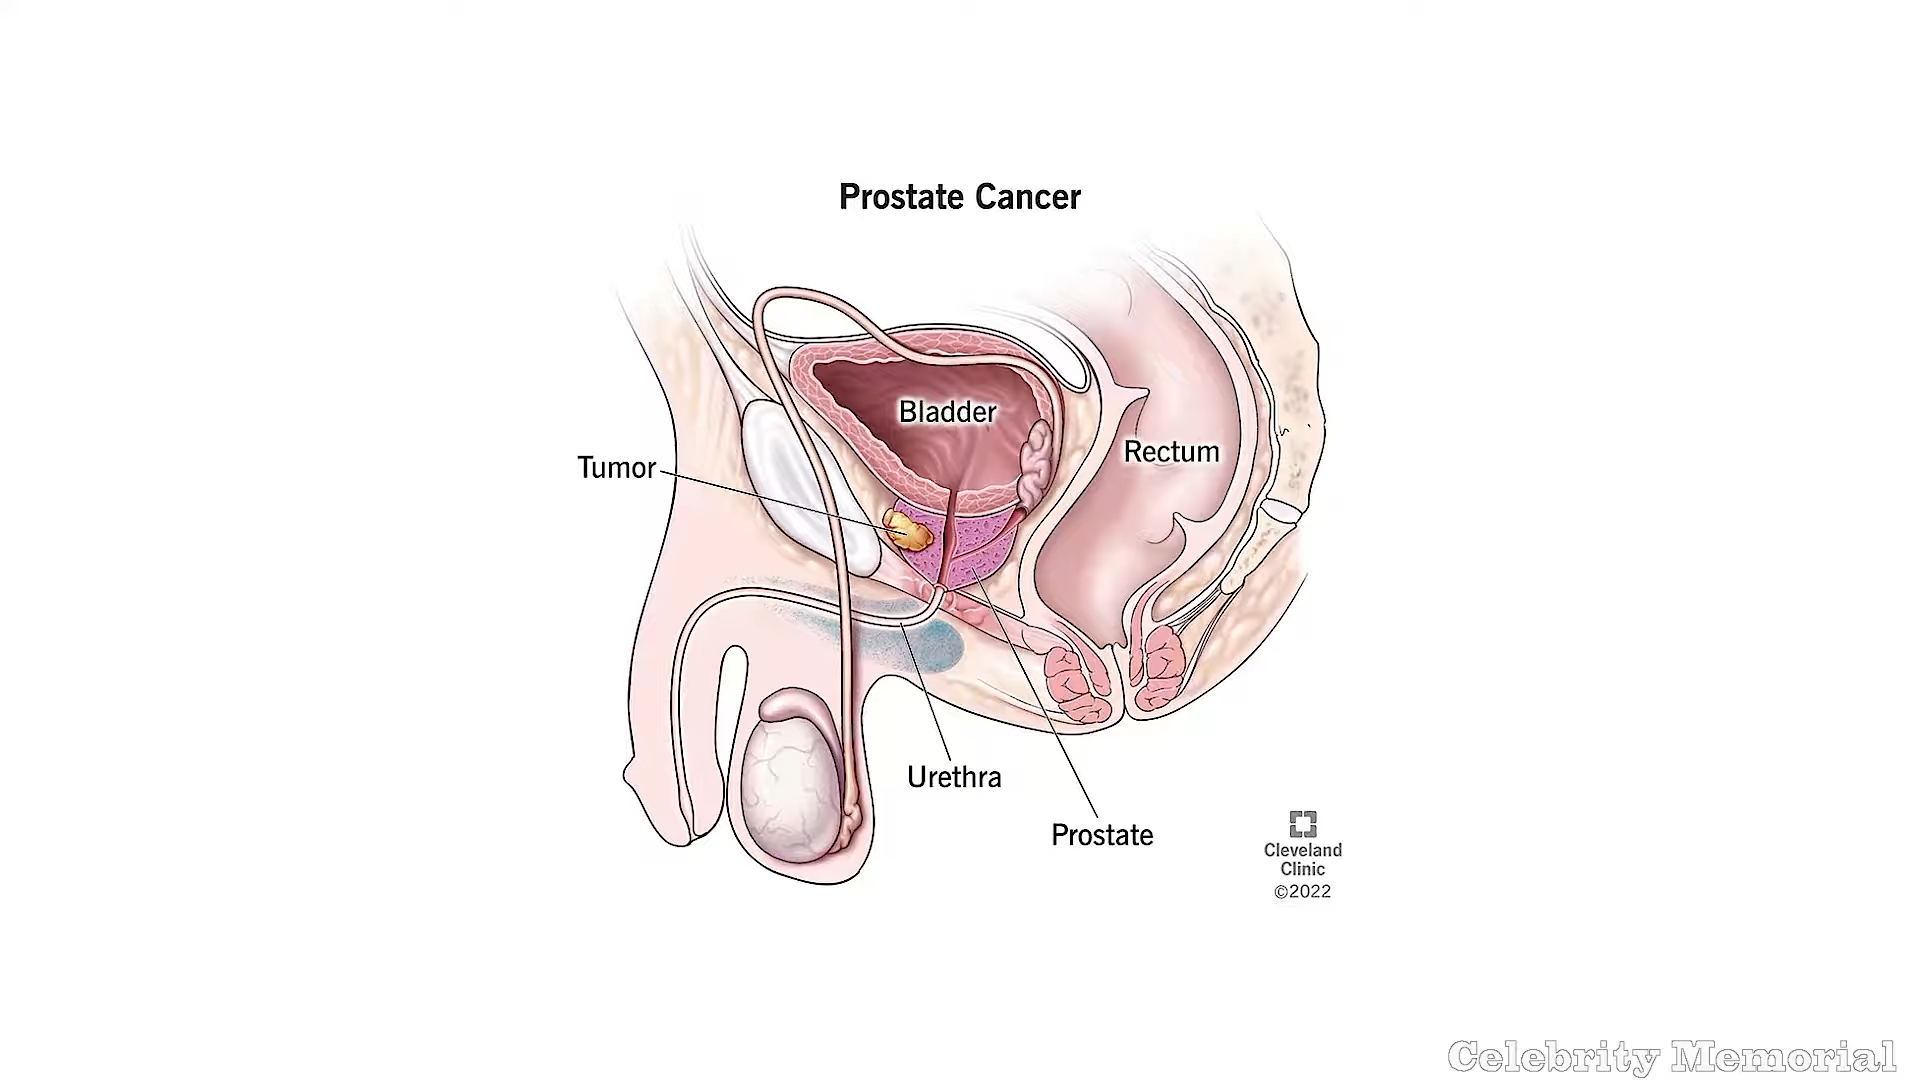 Prostate Cancer
Bladder
Rectum
Tumor
Urethra
Prostate
Cleveland
Clinic
©2022
Celebrity Memorial